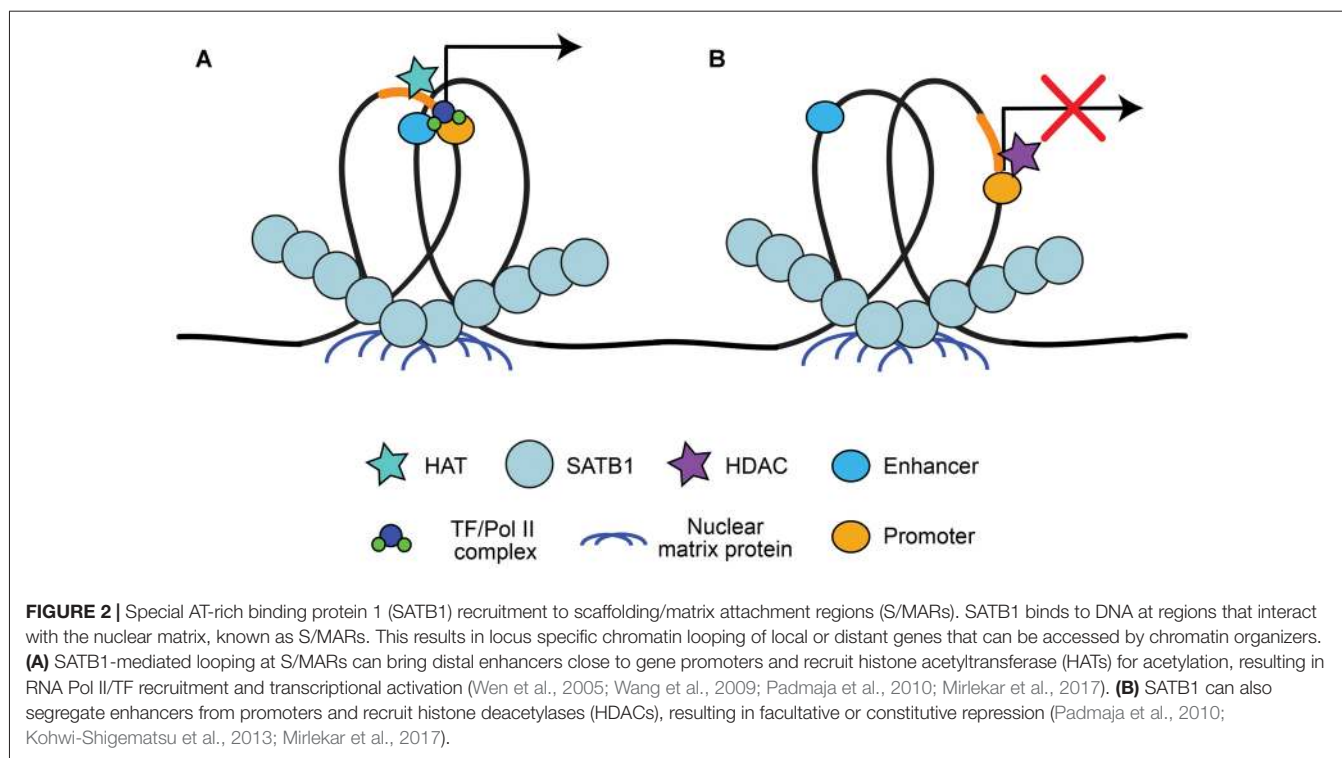 A
B
HAT
SATB1
HDAC
Enhancer
TF/Pol II
complex
Nuclear
matrix protein
Promoter
FIGURE 2 | Special AT-rich binding protein 1 (SATB1) recruitment to scaffolding/matrix attachment regions (S/MARs). SATB1 binds to DNA at regions that interact
with the nuclear matrix, known as S/MARs. This results in locus specific chromatin looping of local or distant genes that can be accessed by chromatin organizers.
(A) SATB1-mediated looping at S/MARs can bring distal enhancers close to gene promoters and recruit histone acetyltransferase (HATs) for acetylation, resulting in
RNA Pol II/TF recruitment and transcriptional activation (Wen et al., 2005; Wang et al., 2009; Padmaja et al., 2010; Mirlekar et al., 2017). (B) SATB1 can also
segregate enhancers from promoters and recruit histone deacetylases (HDACs), resulting in facultative or constitutive repression (Padmaja et al., 2010;
Kohwi-Shigematsu et al., 2013; Mirlekar et al., 2017).